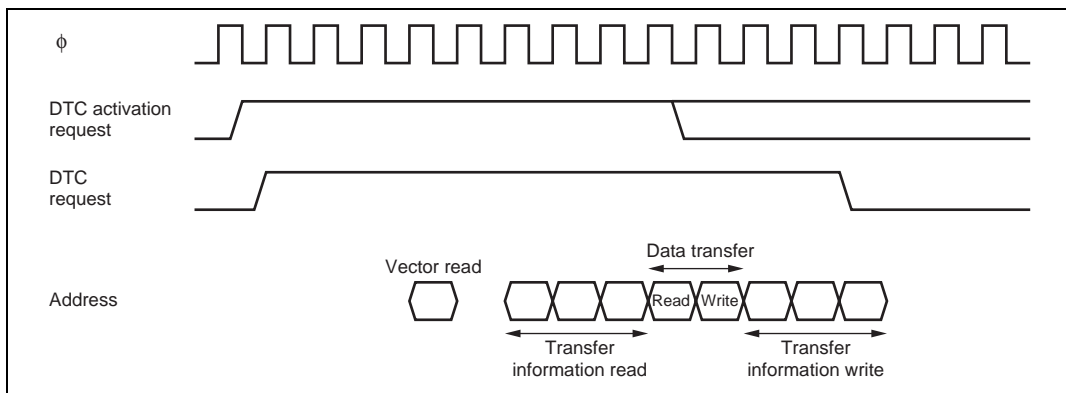 φ
DTC activation
request
DTC
request
Data transfer
Vector read
Address
Read
Write
Transfer
information read
Transfer
information write